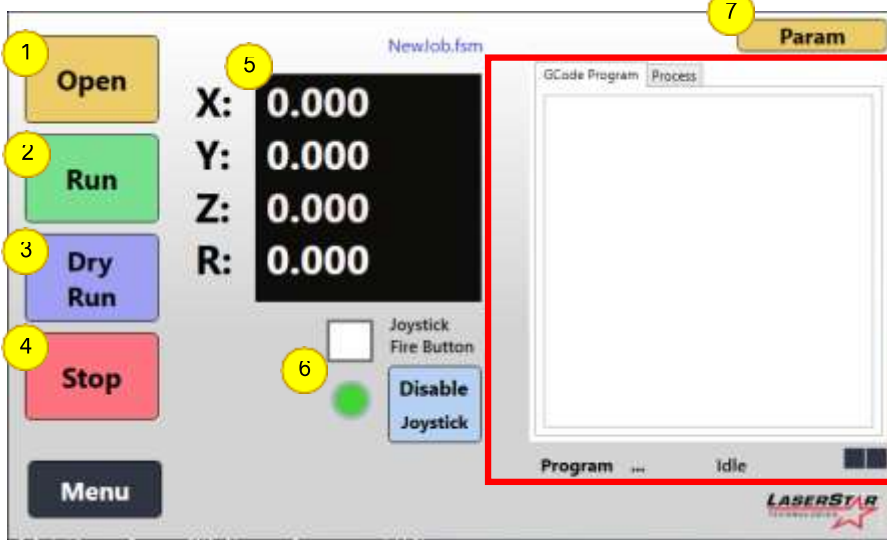 7
Param
1
Open
NewJob.fsm
5
GCode Program Process
X: 0.000
2
Run
Y: 0.000
Z: 0.000
3
Dry
Run
R: 0.000
4
Stop
Joystick
Fire Button
6
Disable
Joystick
Program ... Idle
Menu
LASERSTAR